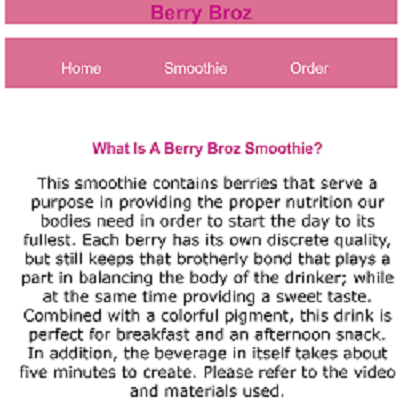 Berry Broz
Home Smoothie Order
What Is A Berry Broz Smoothie?
This smoothie contains berries that serve a
purpose in providing the proper nutrition our
bodies need in order to start the day to its
fullest. Each berry has its own discrete quality,
but still keeps that brotherly bond that plays a
part in balancing the body of the drinker; while
at the same time providing a sweet taste.
Combined with a colorful pigment, this drink is
perfect for breakfast and an afternoon snack.
In addition, the beverage in itself takes about
five minutes to create. Please refer to the video
and materials used.